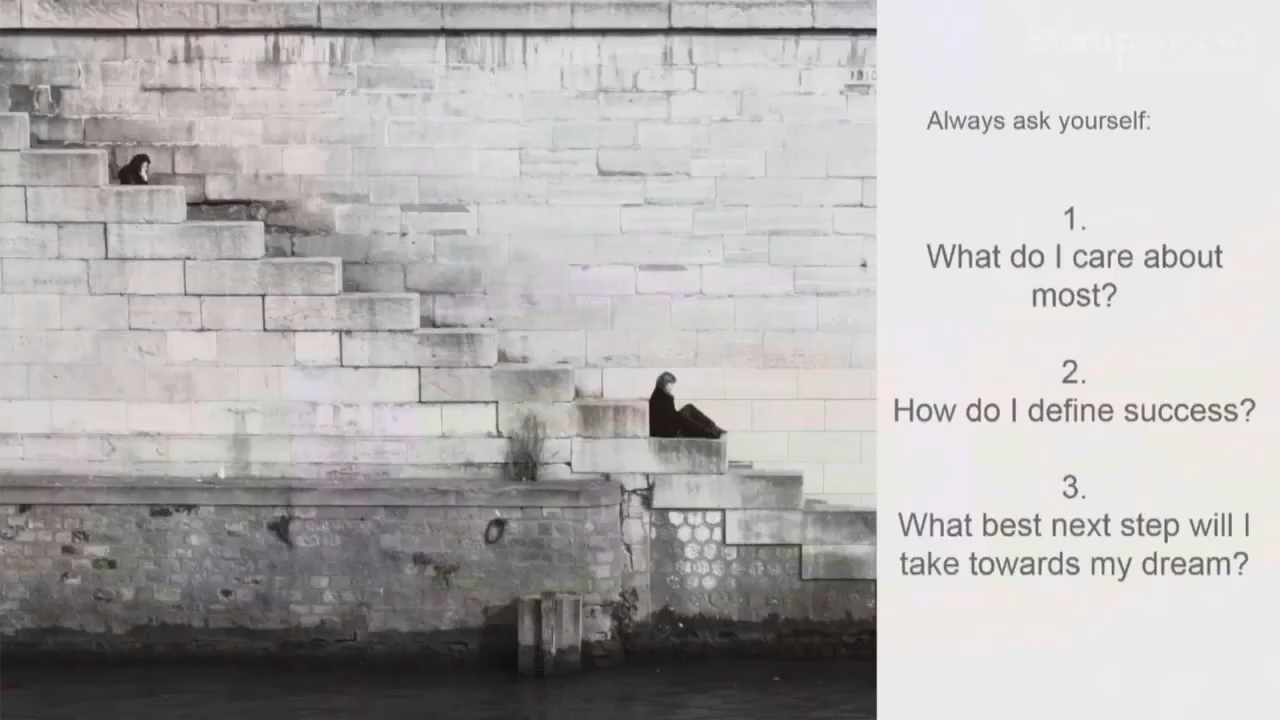 Always ask yourself:
1.
What do I care about
most?
2.
How do I define success?
3.
What best next step will I
take towards my dream?